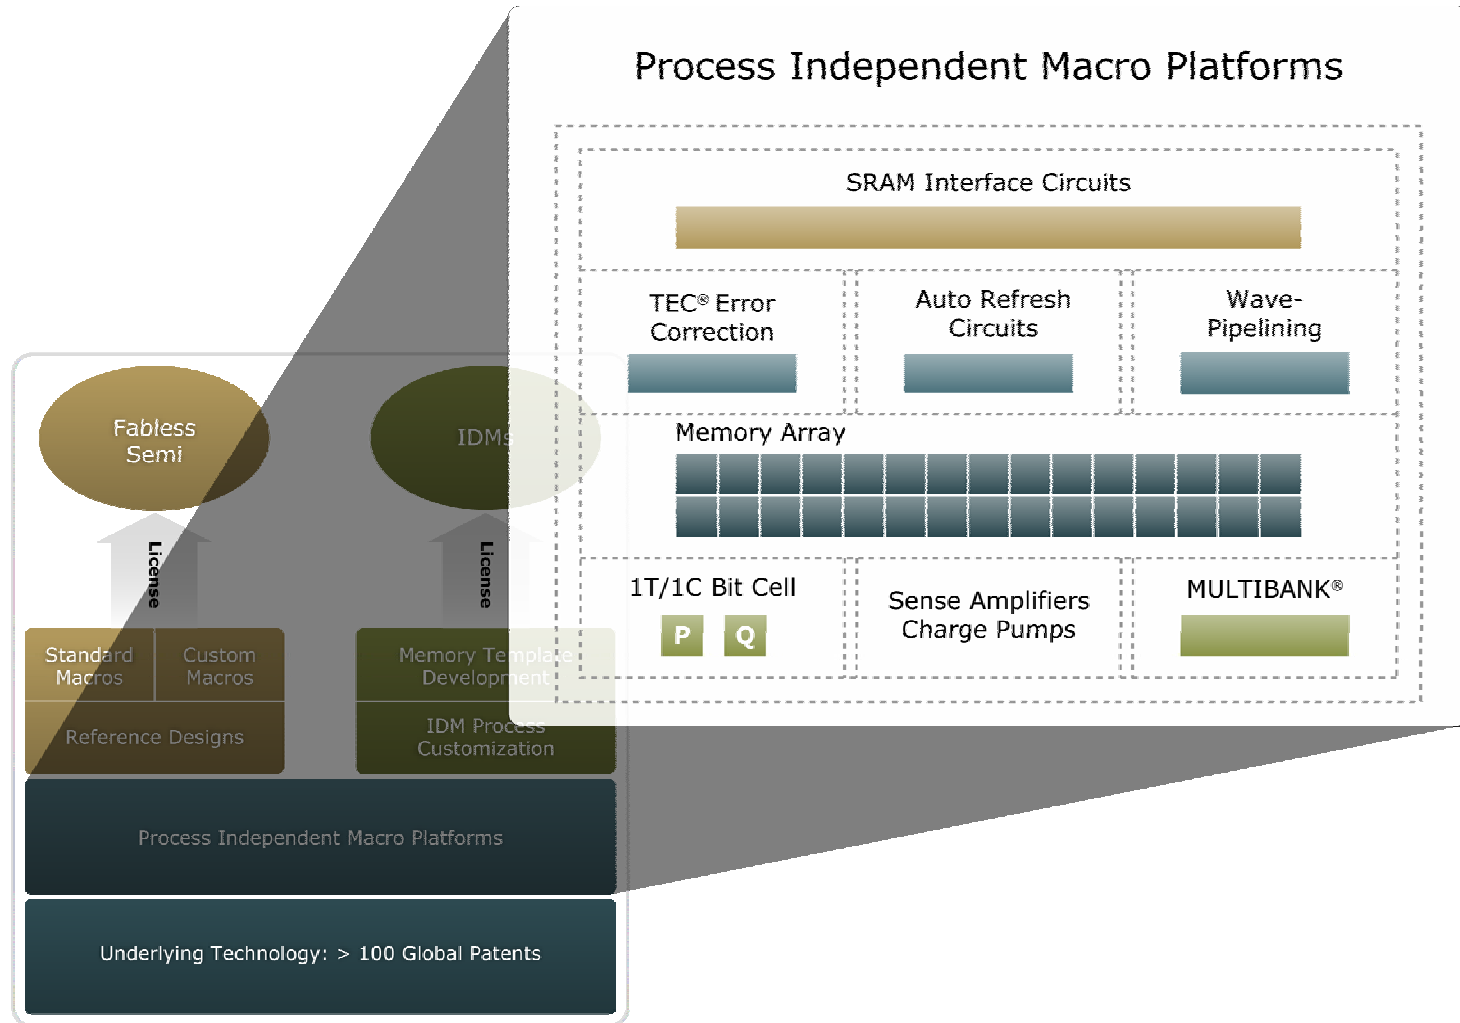 Process Independent Macro Platforms
SRAM Interface Circuits
TEC® Error
Correction
Auto Refresh
Circuits
Wave-
Pipelining
Memory Array
1T/1C Bit Cell
P
Q
Sense Amplifiers
Charge Pumps
MULTIBANK®
Fabless
Semi
IDMs
License
License
Standard
Macros
Custom
Macros
Reference Designs
Memory Template
Development
IDM Process
Customization
Process Independent Macro Platforms
Underlying Technology: > 100 Global Patents